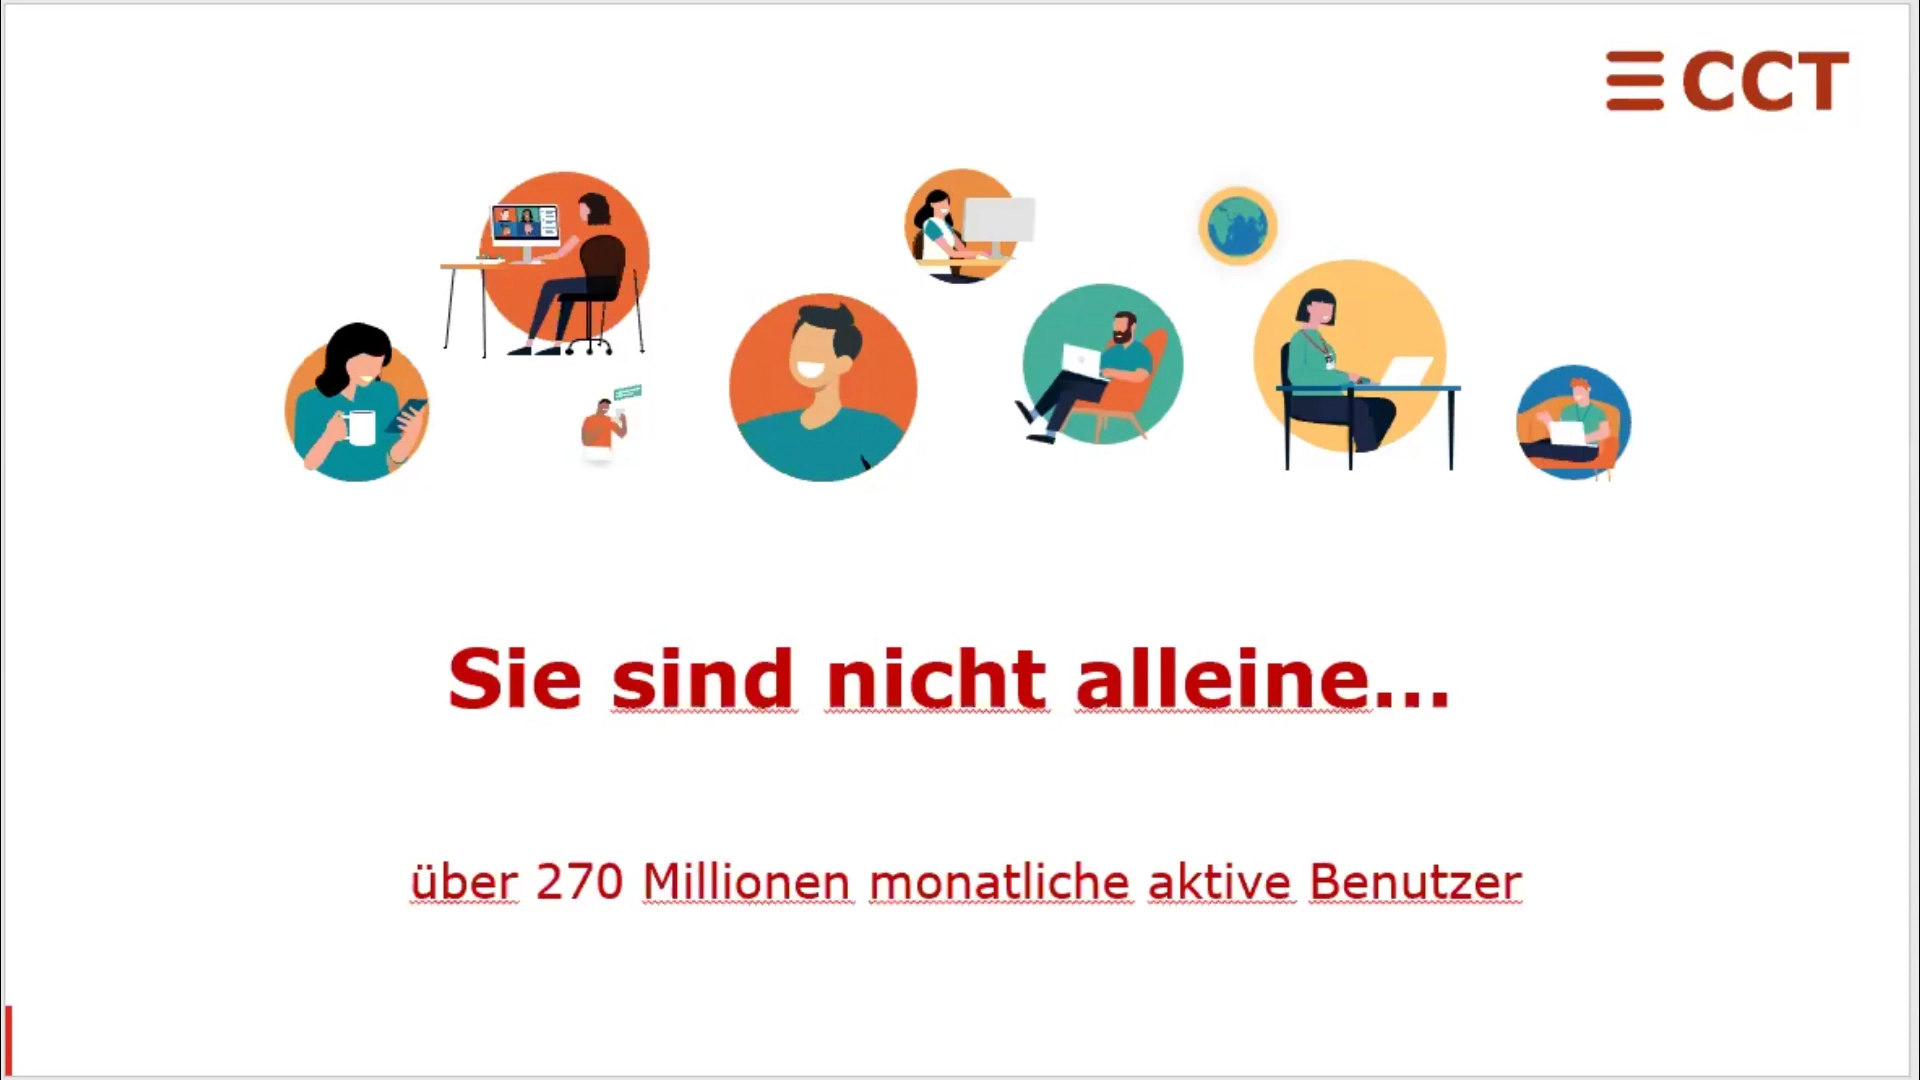 CCT
Sie sind nicht alleine...
über 270 Millionen monatliche aktive Benutzer